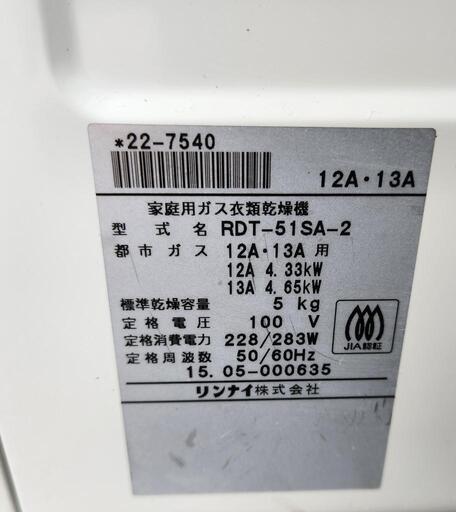 *22-7540
12A・13A
家庭用ガス衣類乾燥機
型式名 RDT-51SA-2
都市ガス 12A・13A 用
12A 4.33kW
13A 4.65kW
標準乾燥容量 5 kg
定格電圧 100 V
定格消費電力 228/283W
定格周波数 50/60Hz
15.05-000635
リンナイ株式会社
JIA認証